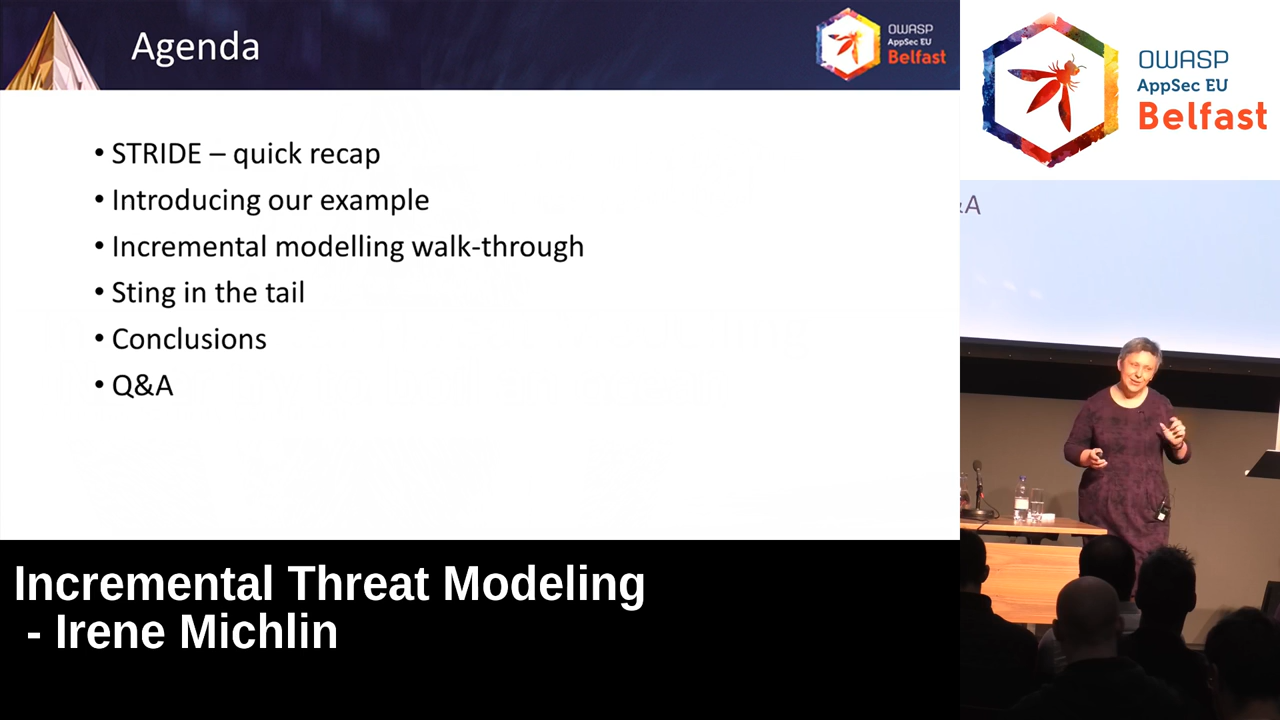 Agenda
OWASP
AppSec EU
Belfast
• STRIDE – quick recap
• Introducing our example
• Incremental modelling walk-through
• Sting in the tail
• Conclusions
• Q&A
OWASP
AppSec EU
Belfast
&A
Incremental Threat Modeling
- Irene Michlin